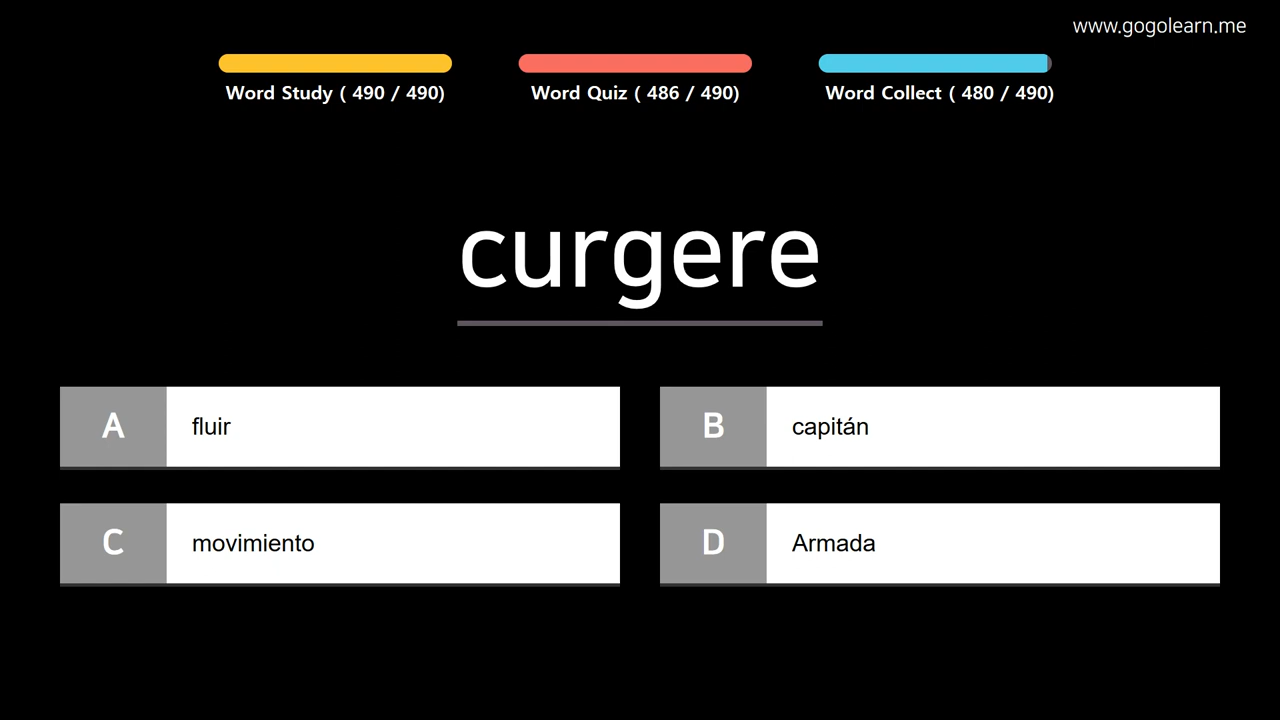 www.gogolearn.me
Word Study ( 490 / 490)
Word Quiz ( 486 / 490)
Word Collect ( 480 / 490)
curgere
A fluir
B capitán
C movimiento
D Armada